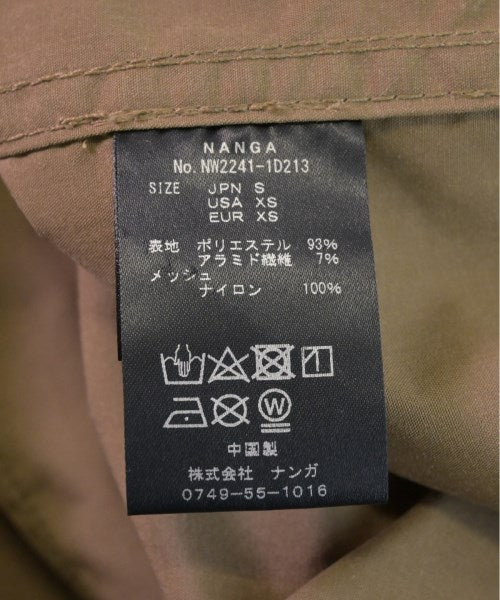 NANGA
No. NW2241-1D213
SIZE JPN S
USA XS
EUR XS
表地 ポリエステル 93%
アラミド繊維 7%
メッシュ
ナイロン 100%
W
中国製
株式会社 ナンガ
0749-55-1016